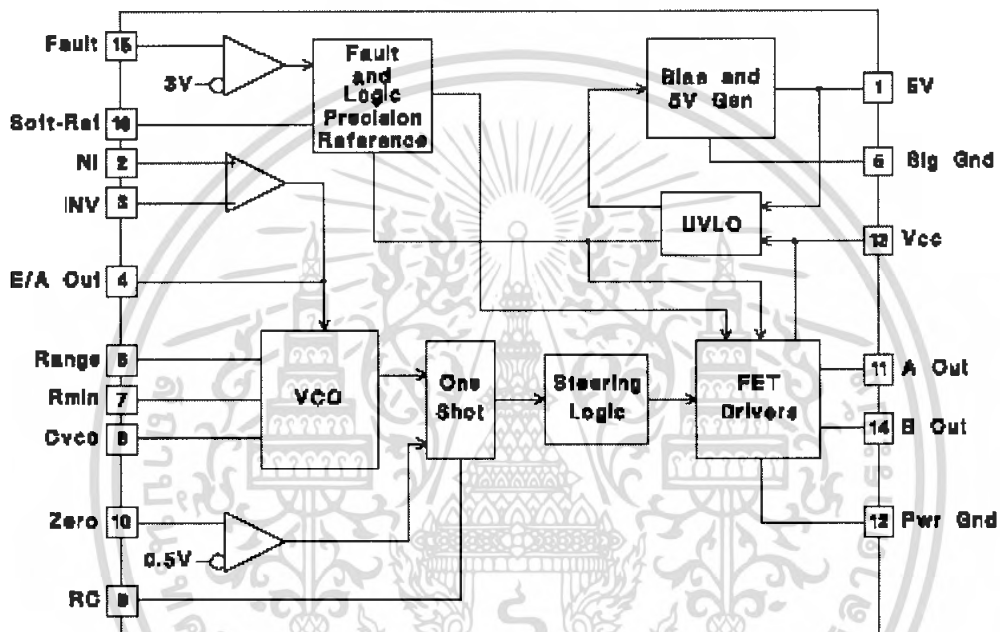 Fault 15
3V
Fault
and
Logic
Precision
Reference
Soft-Ref 16
NI 2
INV 3
E/A Out 4
Range 6
Rmin 7
Cvco 8
VCO
Zero 10
0.5V
RC 9
One
Shot
Steering
Logic
FET
Drivers
Bias and
5V Gen
UVLO
1 5V
5 Sig Gnd
Vcc
11 A Out
14 B Out
12 Pwr Gnd